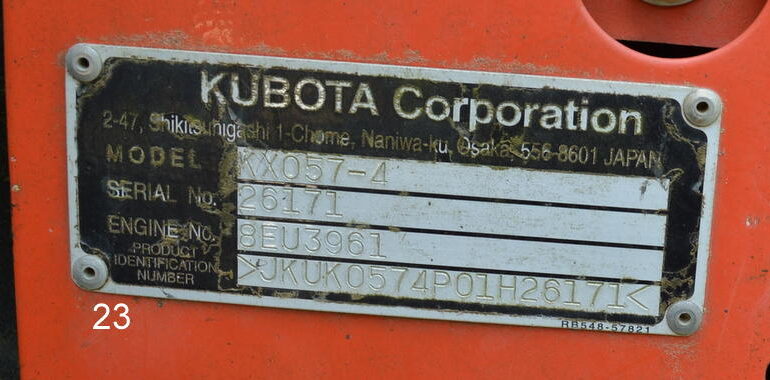 KUBOTA Corporation
2-47, Shikitsuhigashi 1-Chome, Naniwa-ku, Osaka, 556-8601 JAPAN
MODEL KX057-4
SERIAL No. 26171
ENGINE No. 8EU3961
PRODUCT
IDENTIFICATION
NUMBER
>JKUK0574P01H26171<
RB548-57821
23